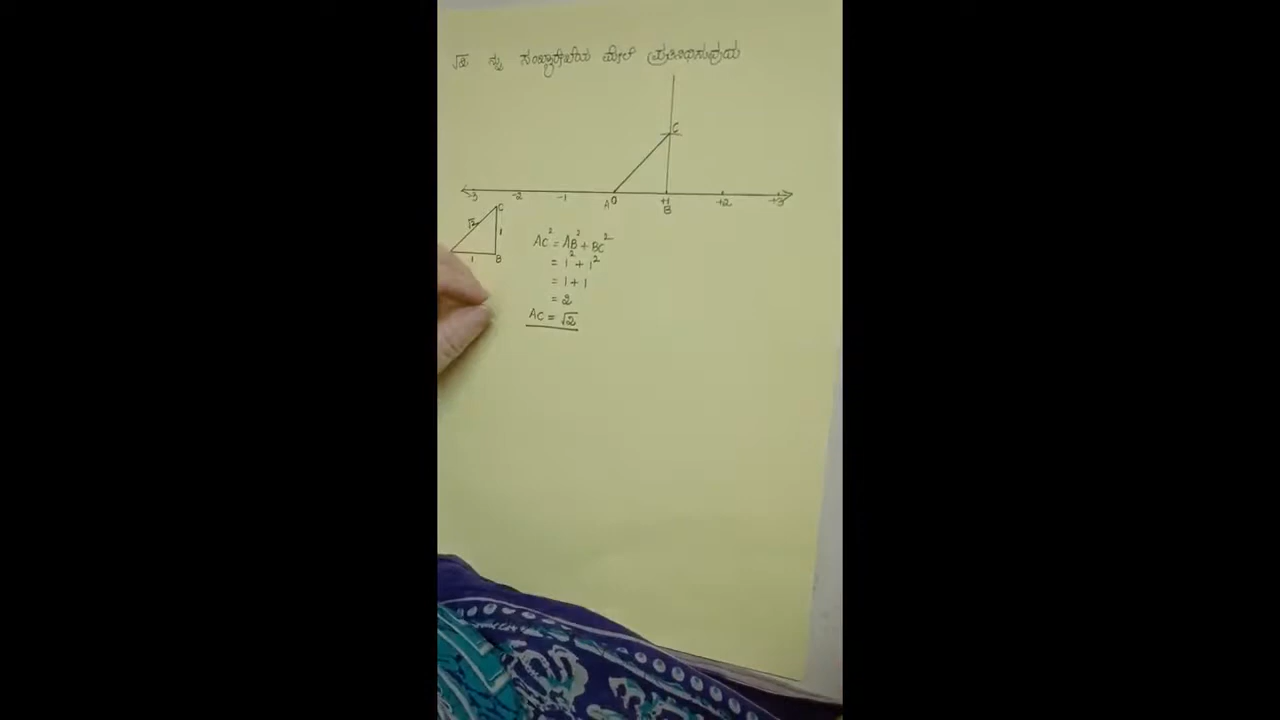 √2 ನ್ನು ಸಂಖ್ಯಾರೇಖೆಯ ಮೇಲೆ ಪ್ರತಿನಿಧಿಸುವುದು
C
-3 -2 -1 0 +1 +2 +3
A B
C
√2 1
1 B
AC² = AB² + BC²
= 1² + 1²
= 1 + 1
= 2
AC = √2